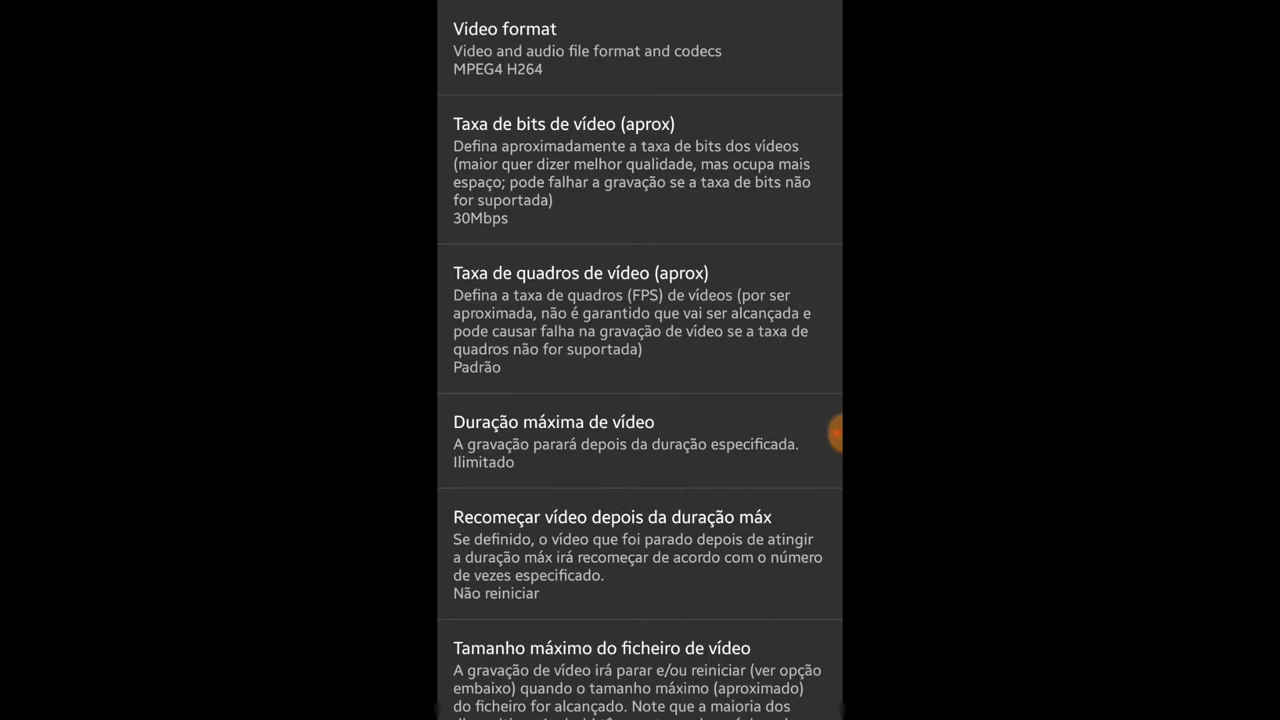 Video format
Video and audio file format and codecs
MPEG4 H264
Taxa de bits de vídeo (aprox)
Defina aproximadamente a taxa de bits dos vídeos
(maior quer dizer melhor qualidade, mas ocupa mais
espaço; pode falhar a gravação se a taxa de bits não
for suportada)
30Mbps
Taxa de quadros de vídeo (aprox)
Defina a taxa de quadros (FPS) de vídeos (por ser
aproximada, não é garantido que vai ser alcançada e
pode causar falha na gravação de vídeo se a taxa de
quadros não for suportada)
Padrão
Duração máxima de vídeo
A gravação parará depois da duração especificada.
Ilimitado
Recomeçar vídeo depois da duração máx
Se definido, o vídeo que foi parado depois de atingir
a duração máx irá recomeçar de acordo com o número
de vezes especificado.
Não reiniciar
Tamanho máximo do ficheiro de vídeo
A gravação de vídeo irá parar e/ou reiniciar (ver opção
embaixo) quando o tamanho máximo (aproximado)
do ficheiro for alcançado. Note que a maioria dos